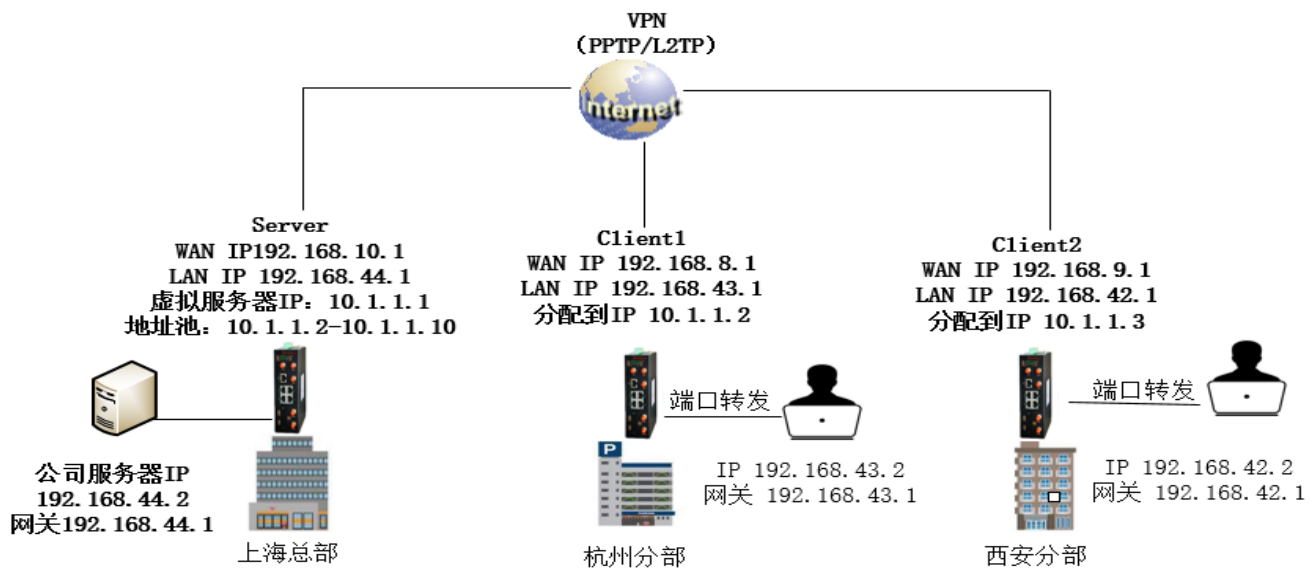 VPN
（PPTP/L2TP）
Internet
Server
WAN IP192.168.10.1
LAN IP 192.168.44.1
虚拟服务器IP：10.1.1.1
地址池：10.1.1.2-10.1.1.10
Client1
WAN IP 192.168.8.1
LAN IP 192.168.43.1
分配到IP 10.1.1.2
Client2
WAN IP 192.168.9.1
LAN IP 192.168.42.1
分配到IP 10.1.1.3
端口转发
端口转发
P
公司服务器IP
192.168.44.2
网关192.168.44.1
IP 192.168.43.2
网关 192.168.43.1
IP 192.168.42.2
网关 192.168.42.1
上海总部
杭州分部
西安分部